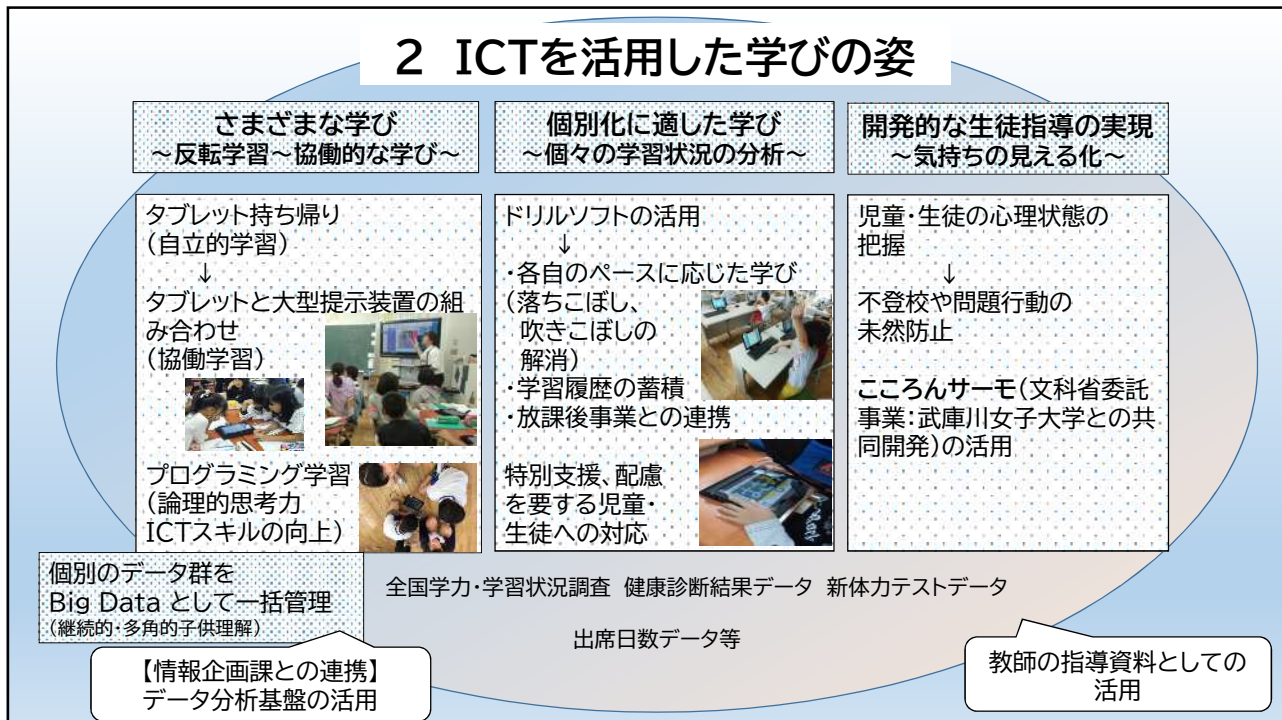 2 ICTを活用した学びの姿
さまざまな学び
～反転学習～協働的な学び～
タブレット持ち帰り
(自立的学習)
↓
タブレットと大型提示装置の組
み合わせ
(協働学習)
プログラミング学習
(論理的思考力
ICTスキルの向上)
個別化に適した学び
～個々の学習状況の分析～
ドリルソフトの活用
↓
・各自のペースに応じた学び
(落ちこぼし、
吹きこぼしの
解消)
・学習履歴の蓄積
・放課後事業との連携
特別支援、配慮
を要する児童・
生徒への対応
開発的な生徒指導の実現
～気持ちの見える化～
児童・生徒の心理状態の
把握
↓
不登校や問題行動の
未然防止
こころんサーモ(文科省委託
事業:武庫川女子大学との共
同開発)の活用
個別のデータ群を
Big Data として一括管理
(継続的・多角的子供理解)
全国学力・学習状況調査 健康診断結果データ 新体力テストデータ
出席日数データ等
【情報企画課との連携】
データ分析基盤の活用
教師の指導資料としての
活用